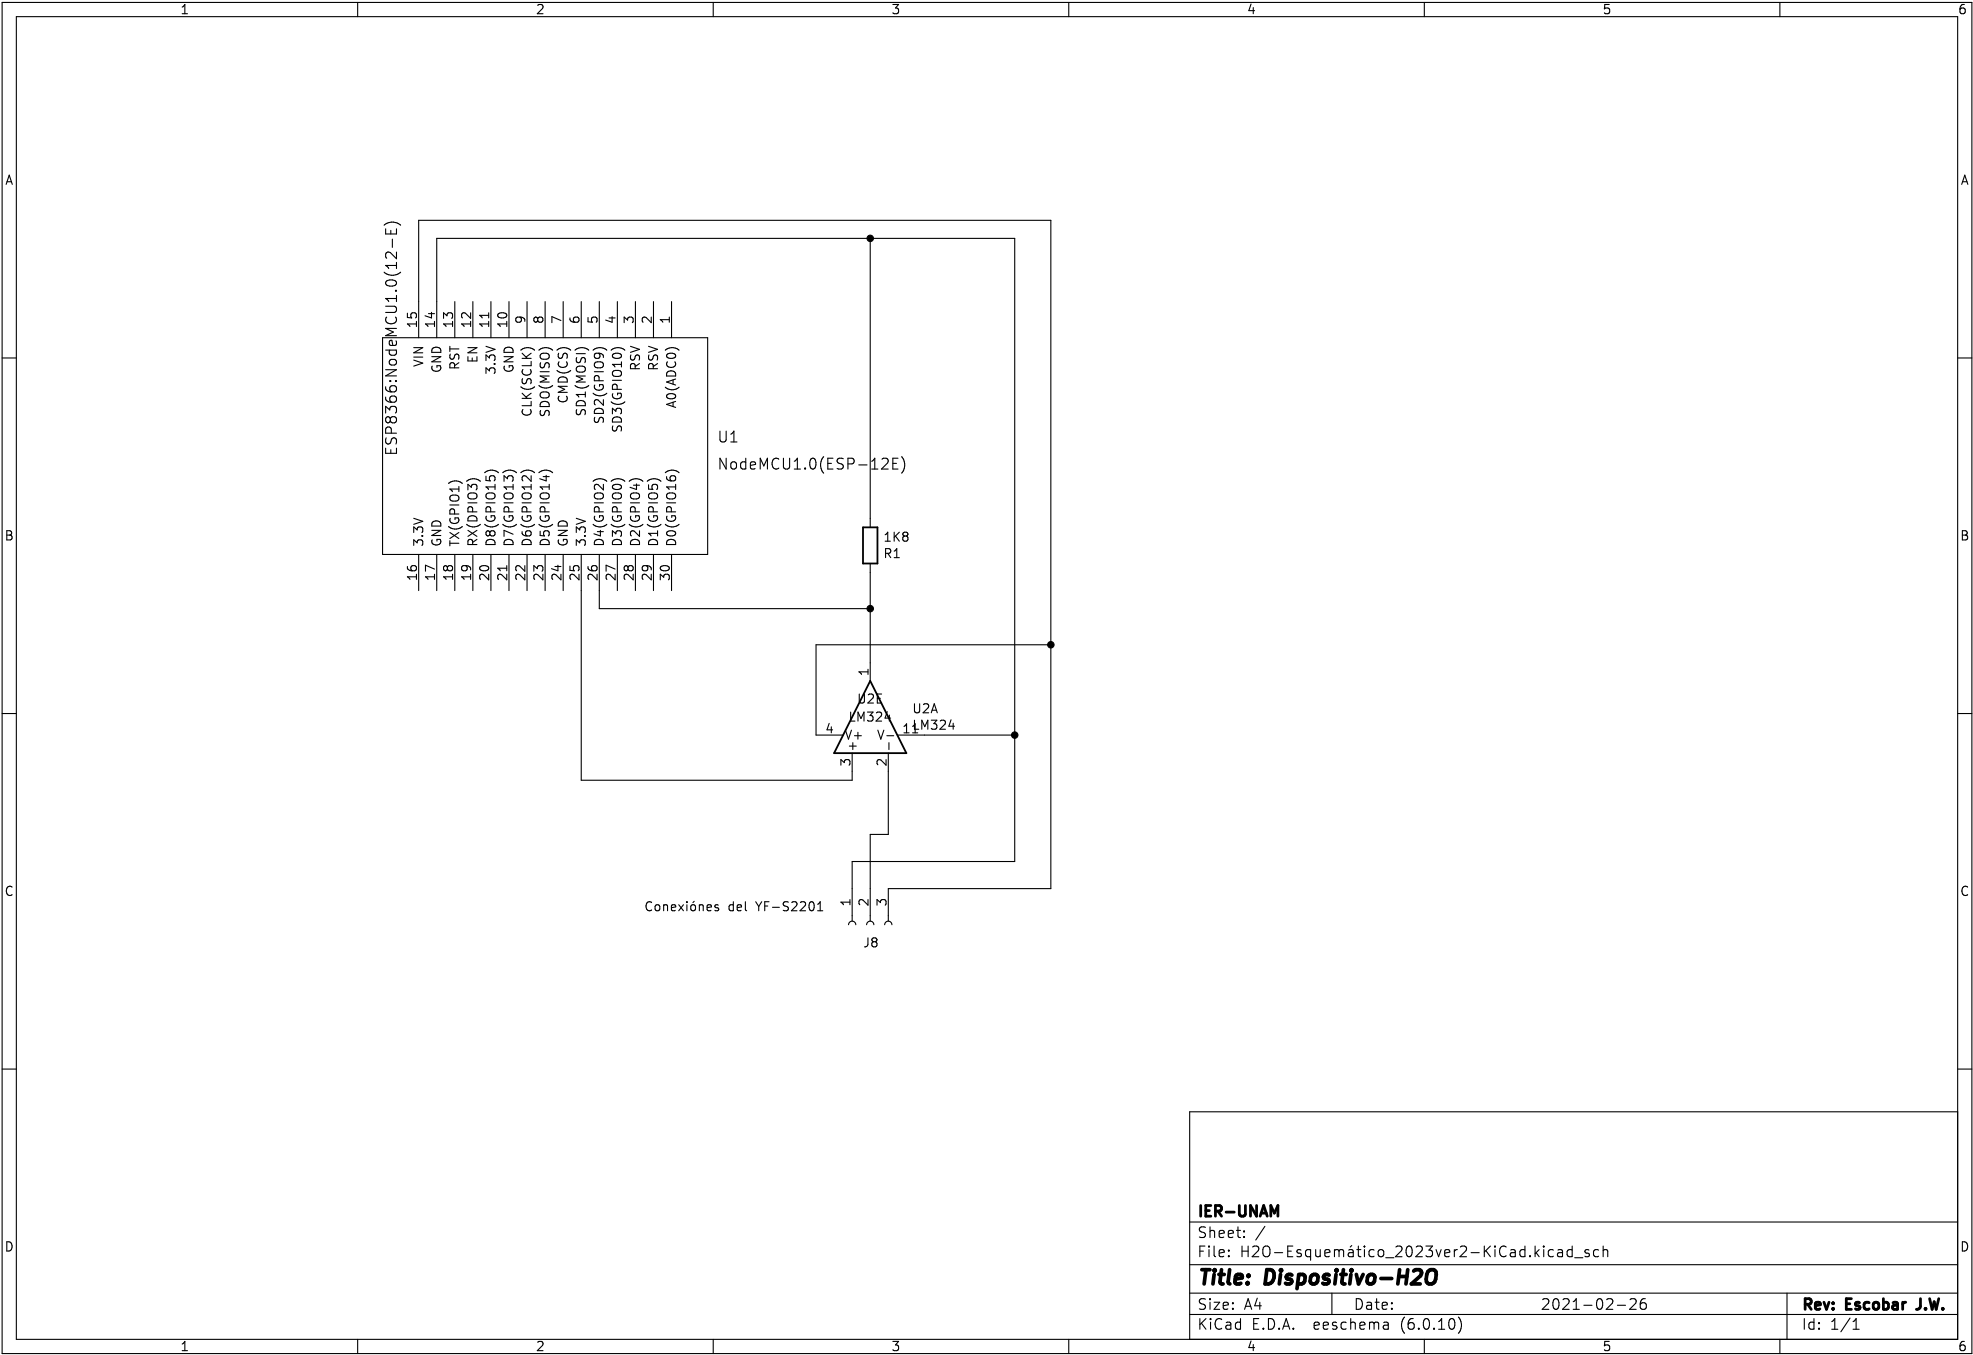 1 2 3 4 5 6
A A
B B
C C
D D
ESP8366:NodeMCU1.0(12-E)
15 14 13 12 11 10 9 8 7 6 5 4 3 2 1
VIN GND RST EN 3.3V GND CLK(SCLK) SD0(MISO) CMD(CS) SD1(MOSI) SD2(GPIO9) SD3(GPIO10) RSV RSV A0(ADC0)
U1
NodeMCU1.0(ESP-12E)
3.3V GND TX(GPIO1) RX(DPIO3) D8(GPIO15) D7(GPIO13) D6(GPIO12) D5(GPIO14) GND 3.3V D4(GPIO2) D3(GPIO0) D2(GPIO4) D1(GPIO5) D0(GPIO16)
16 17 18 19 20 21 22 23 24 25 26 27 28 29 30
1K8
R1
1
U2E
LM324
U2A
LM324
4 V+ V- 11
+ -
3 2
Conexiónes del YF-S2201
1 2 3
J8
IER-UNAM
Sheet: /
File: H2O-Esquemático_2023ver2-KiCad.kicad_sch
Title: Dispositivo-H2O
Size: A4 Date: 2021-02-26 Rev: Escobar J.W.
KiCad E.D.A. eeschema (6.0.10) Id: 1/1
1 2 3 4 5 6